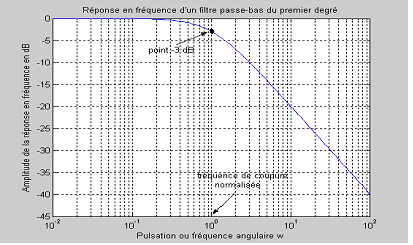 Réponse en fréquence d'un filtre passe-bas du premier degré
Amplitude de la réponse en fréquence en dB
0
-5
-10
-15
-20
-25
-30
-35
-40
-45
point -3 dB
fréquence de coupure
normalisée
10^-2
10^-1
10^0
10^1
10^2
Pulsation ou fréquence angulaire w